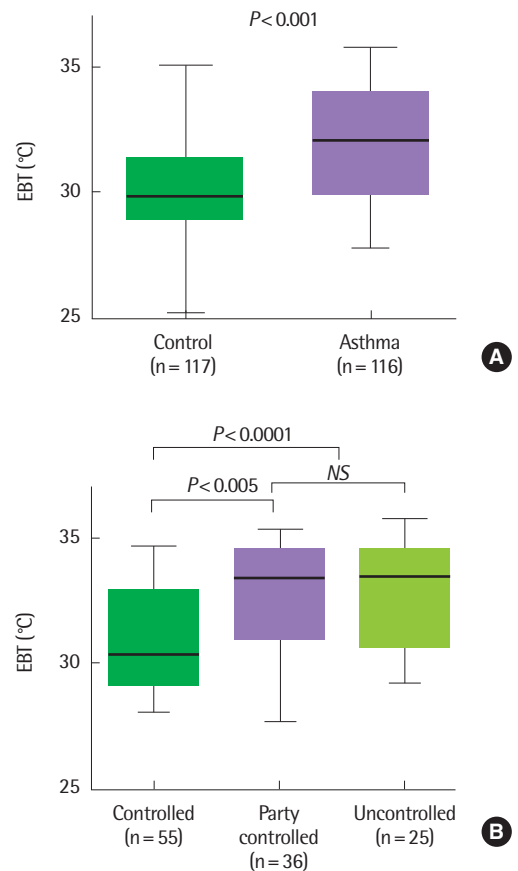 P< 0.001
35
30
25
EBT (°C)
Control
(n = 117)
Asthma
(n = 116)
A
P< 0.0001
P< 0.005
NS
35
30
25
EBT (°C)
Controlled
(n = 55)
Party
controlled
(n = 36)
Uncontrolled
(n = 25)
B